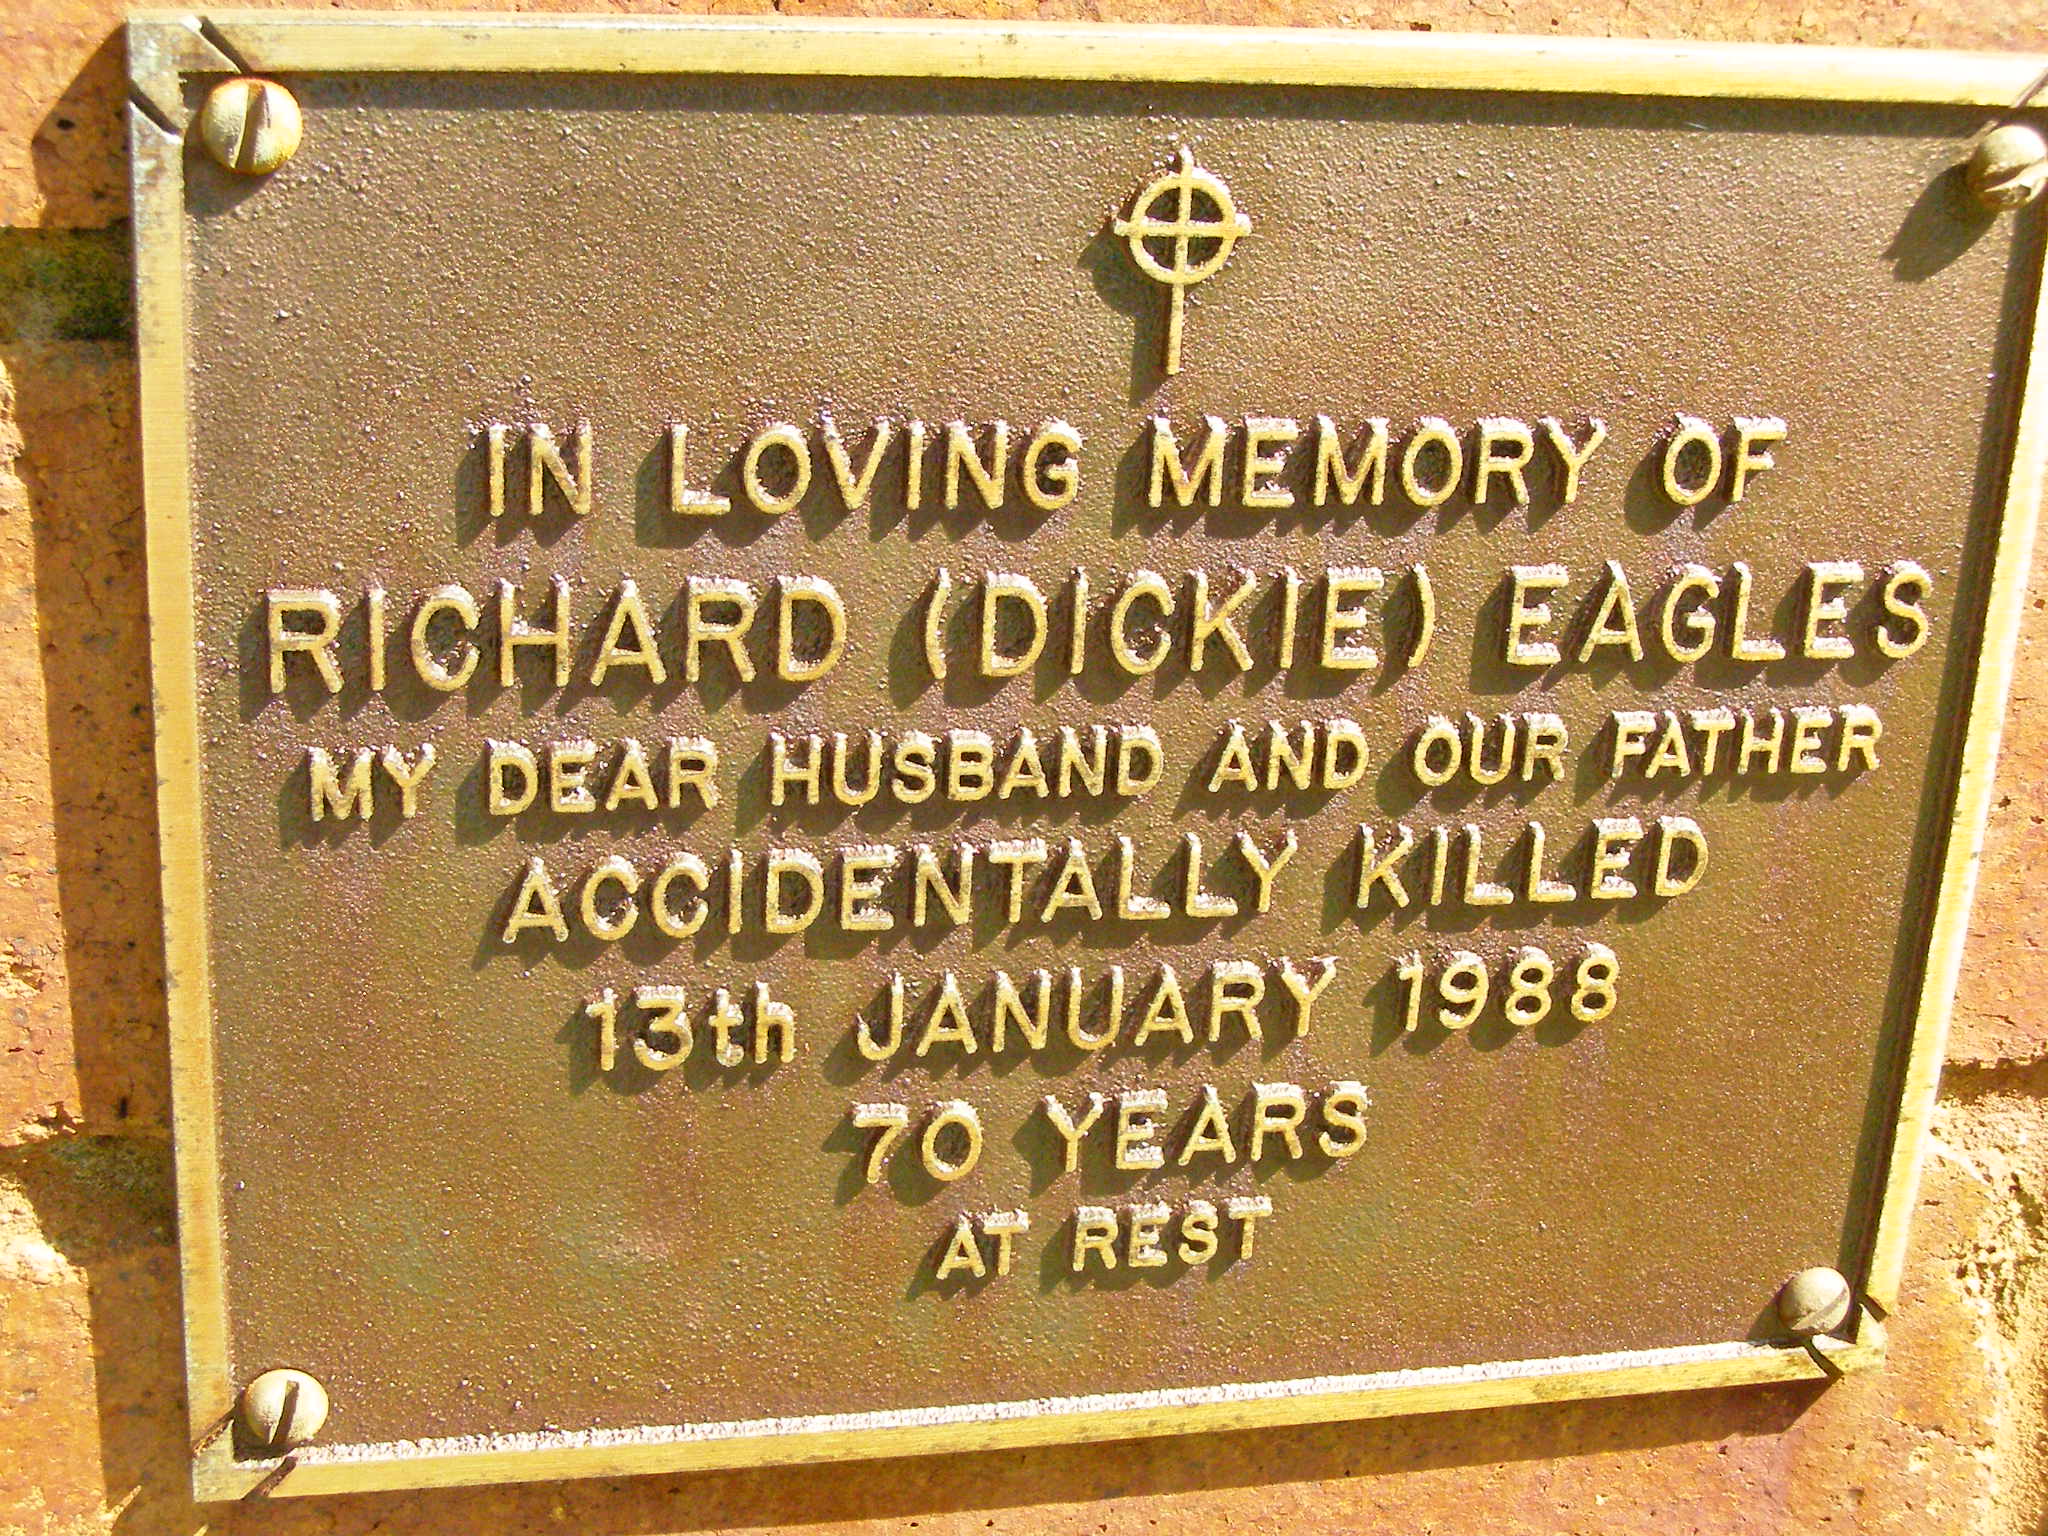 IN LOVING MEMORY OF
RICHARD (DICKIE) EAGLES
MY DEAR HUSBAND AND OUR FATHER
ACCIDENTALLY KILLED
13th JANUARY 1988
70 YEARS
AT REST